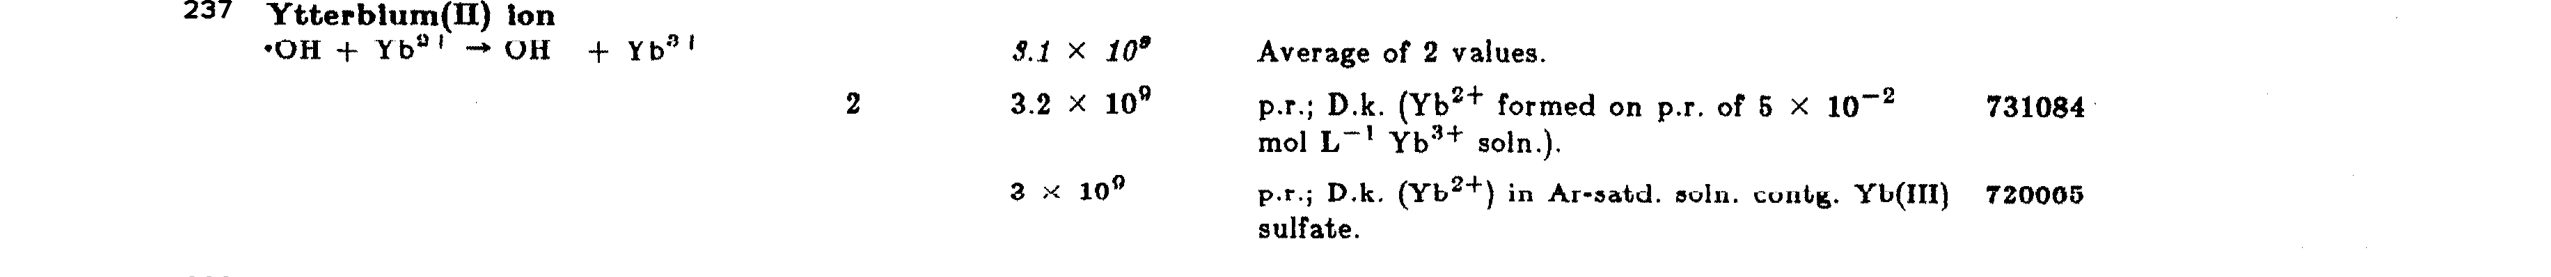 237 Ytterbium(II) ion
•OH + Yb²⁺ → OH⁻ + Yb³⁺ 3.1 × 10⁹ Average of 2 values.
2 3.2 × 10⁹ p.r.; D.k. (Yb²⁺ formed on p.r. of 5 × 10⁻² 731084
mol L⁻¹ Yb³⁺ soln.).
3 × 10⁹ p.r.; D.k. (Yb²⁺) in Ar-satd. soln. contg. Yb(III) 720005
sulfate.